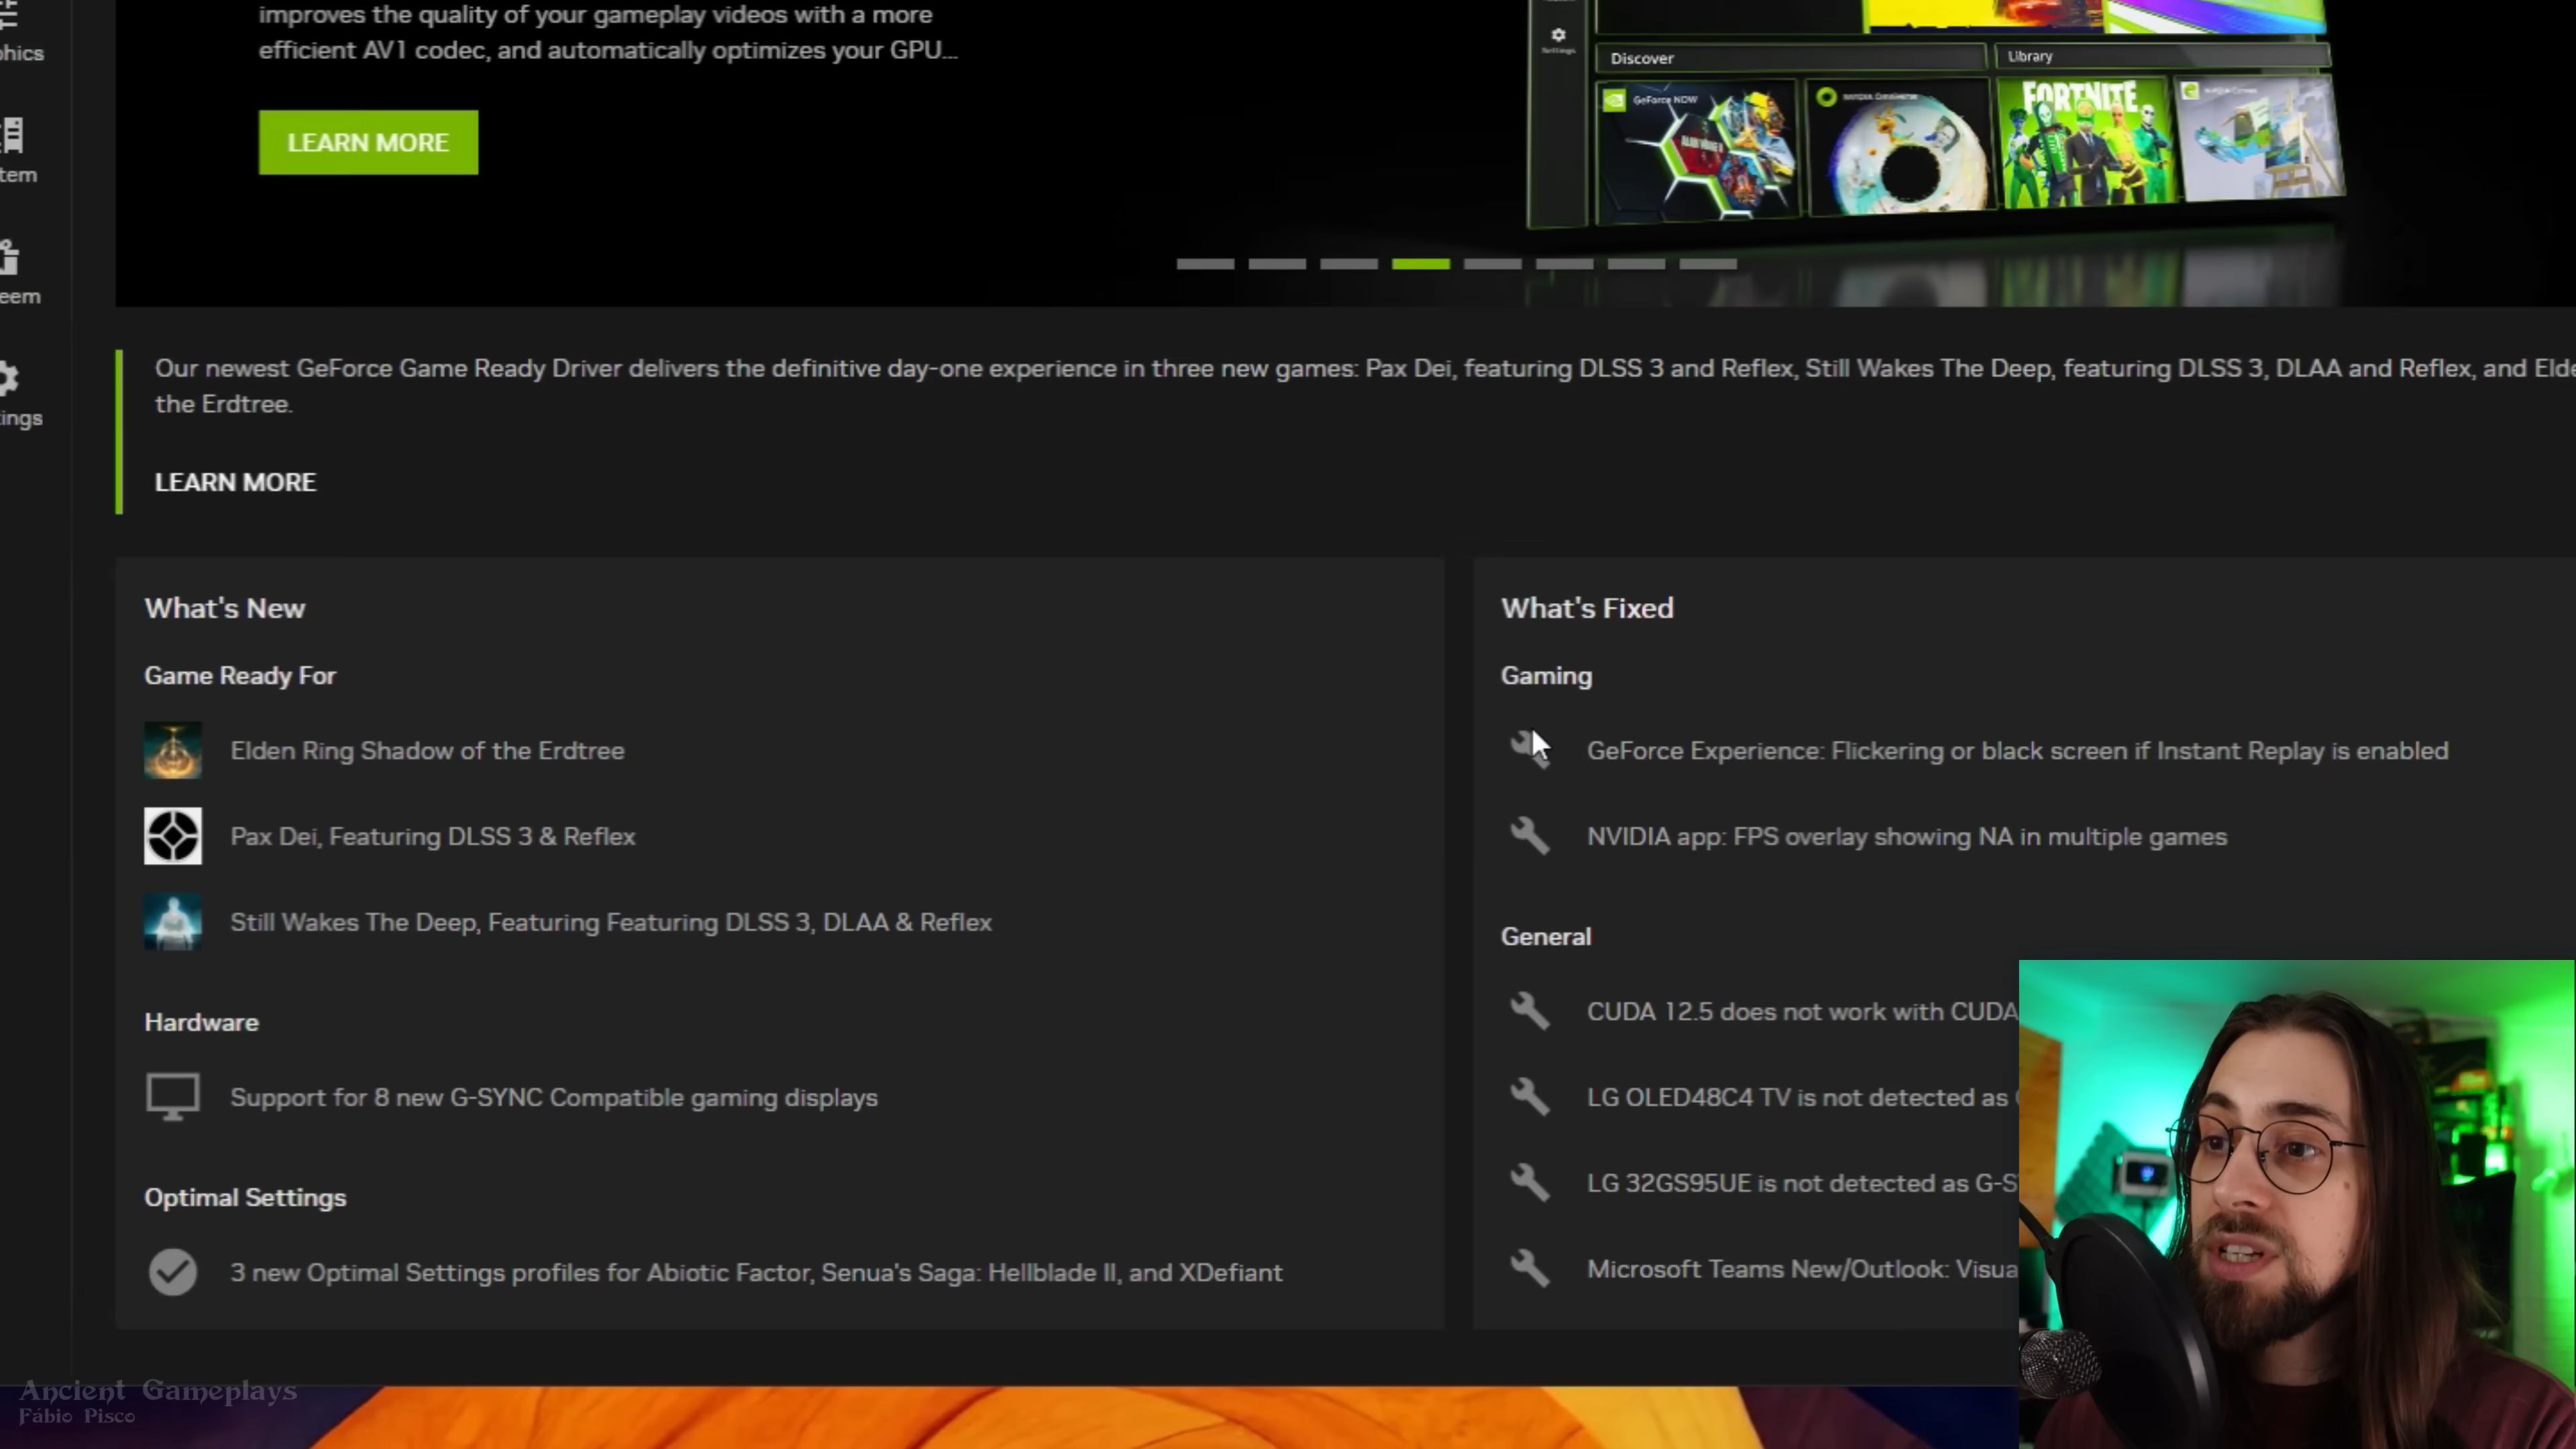 improves the quality of your gameplay videos with a more
efficient AV1 codec, and automatically optimizes your GPU...
LEARN MORE
Settings
Discover
Library
GeForce NOW
FORTNITE
phics
tem
eem
ings
Our newest GeForce Game Ready Driver delivers the definitive day-one experience in three new games: Pax Dei, featuring DLSS 3 and Reflex, Still Wakes The Deep, featuring DLSS 3, DLAA and Reflex, and Elde
the Erdtree.
LEARN MORE
What's New
Game Ready For
Elden Ring Shadow of the Erdtree
Pax Dei, Featuring DLSS 3 & Reflex
Still Wakes The Deep, Featuring Featuring DLSS 3, DLAA & Reflex
Hardware
Support for 8 new G-SYNC Compatible gaming displays
Optimal Settings
3 new Optimal Settings profiles for Abiotic Factor, Senua's Saga: Hellblade II, and XDefiant
What's Fixed
Gaming
GeForce Experience: Flickering or black screen if Instant Replay is enabled
NVIDIA app: FPS overlay showing NA in multiple games
General
CUDA 12.5 does not work with CUDA
LG OLED48C4 TV is not detected as
LG 32GS95UE is not detected as G-S
Microsoft Teams New/Outlook: Visua
Ancient Gameplays
Fábio Pisco